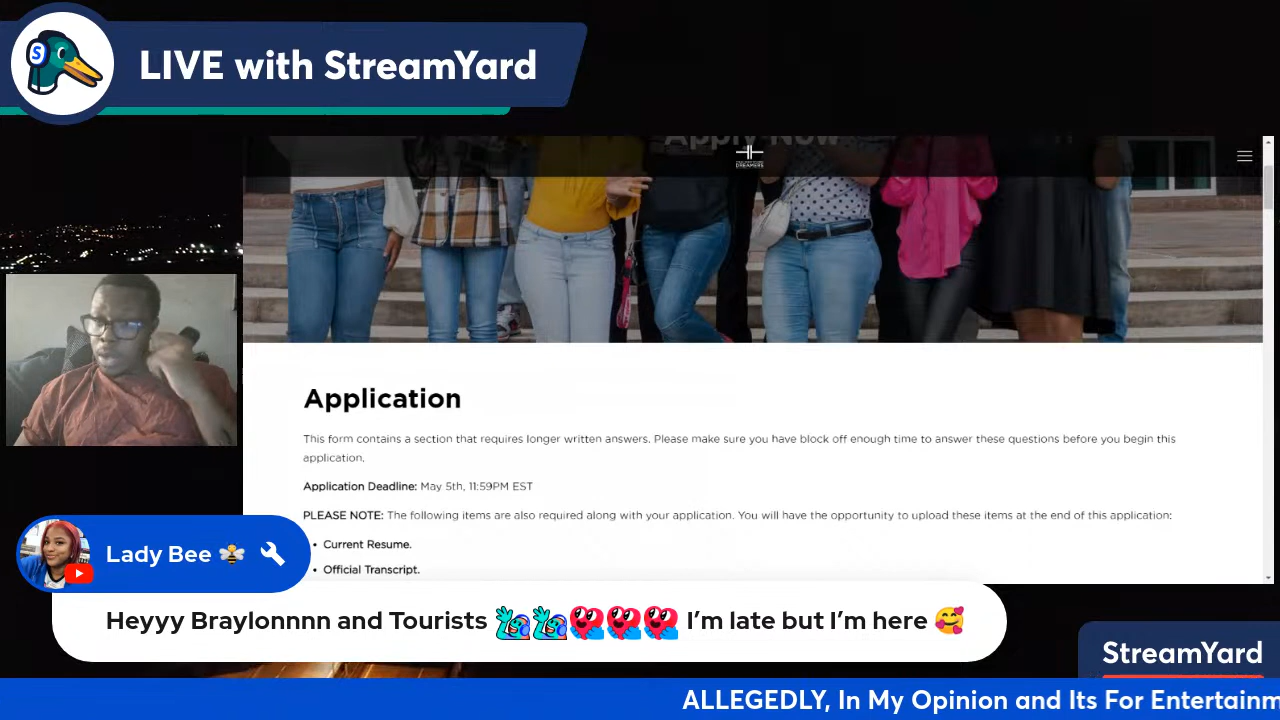 S
LIVE with StreamYard
Apply Now
DREAMERS
Application
This form contains a section that requires longer written answers. Please make sure you have block off enough time to answer these questions before you begin this
application.
Application Deadline: May 5th, 11:59PM EST
PLEASE NOTE: The following items are also required along with your application. You will have the opportunity to upload these items at the end of this application:
• Current Resume.
• Official Transcript.
Lady Bee 🐝
Heyyy Braylonnnn and Tourists I'm late but I'm here 🥰
StreamYard
ALLEGEDLY, In My Opinion and Its For Entertainm